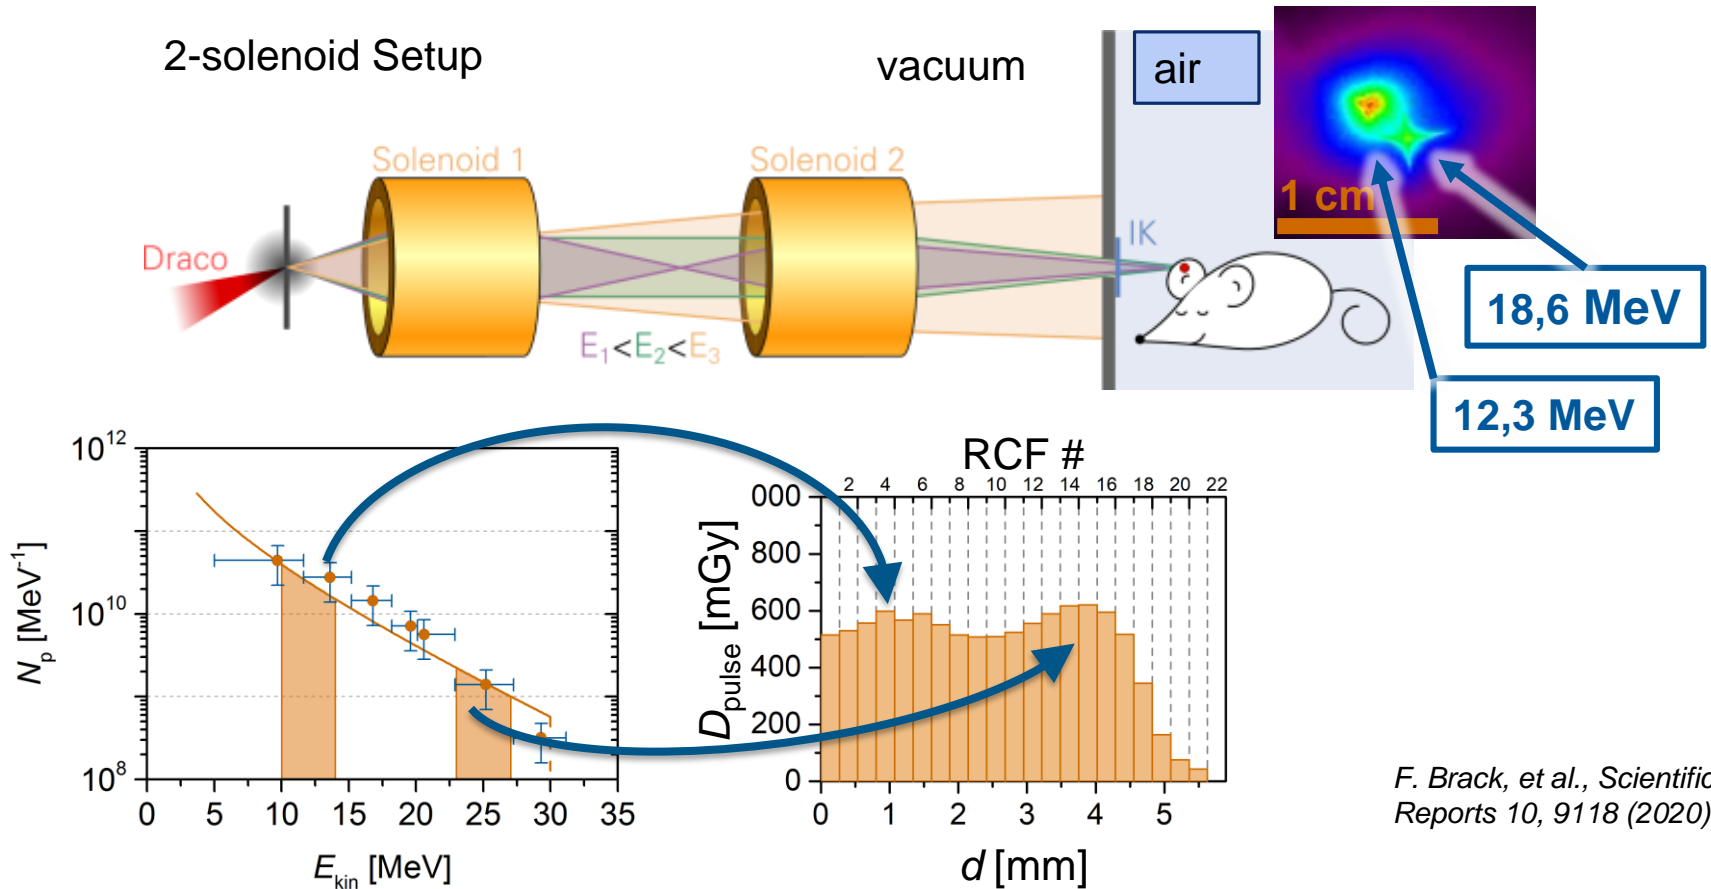 2-solenoid Setup
vacuum
air
Solenoid 1
Solenoid 2
1 cm
Draco
IK
E1<E2<E3
18,6 MeV
12,3 MeV
10^12
10^10
10^8
Np [MeV^-1]
0 5 10 15 20 25 30 35
Ekin [MeV]
RCF #
2 4 6 8 10 12 14 16 18 20 22
000
800
600
400
200
0
Dpulse [mGy]
0 1 2 3 4 5
d [mm]
F. Brack, et al., Scientific
Reports 10, 9118 (2020)